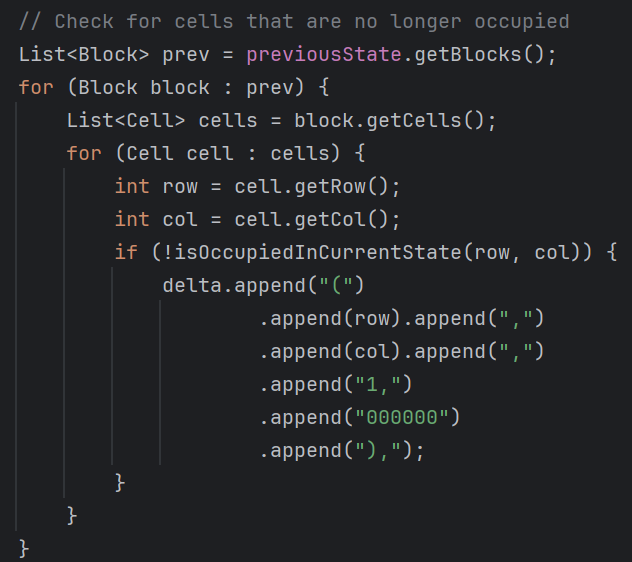 // Check for cells that are no longer occupied
List<Block> prev = previousState.getBlocks();
for (Block block : prev) {
    List<Cell> cells = block.getCells();
    for (Cell cell : cells) {
        int row = cell.getRow();
        int col = cell.getCol();
        if (!isOccupiedInCurrentState(row, col)) {
            delta.append("(")
                    .append(row).append(",")
                    .append(col).append(",")
                    .append("1,")
                    .append("000000")
                    .append("),");
        }
    }
}